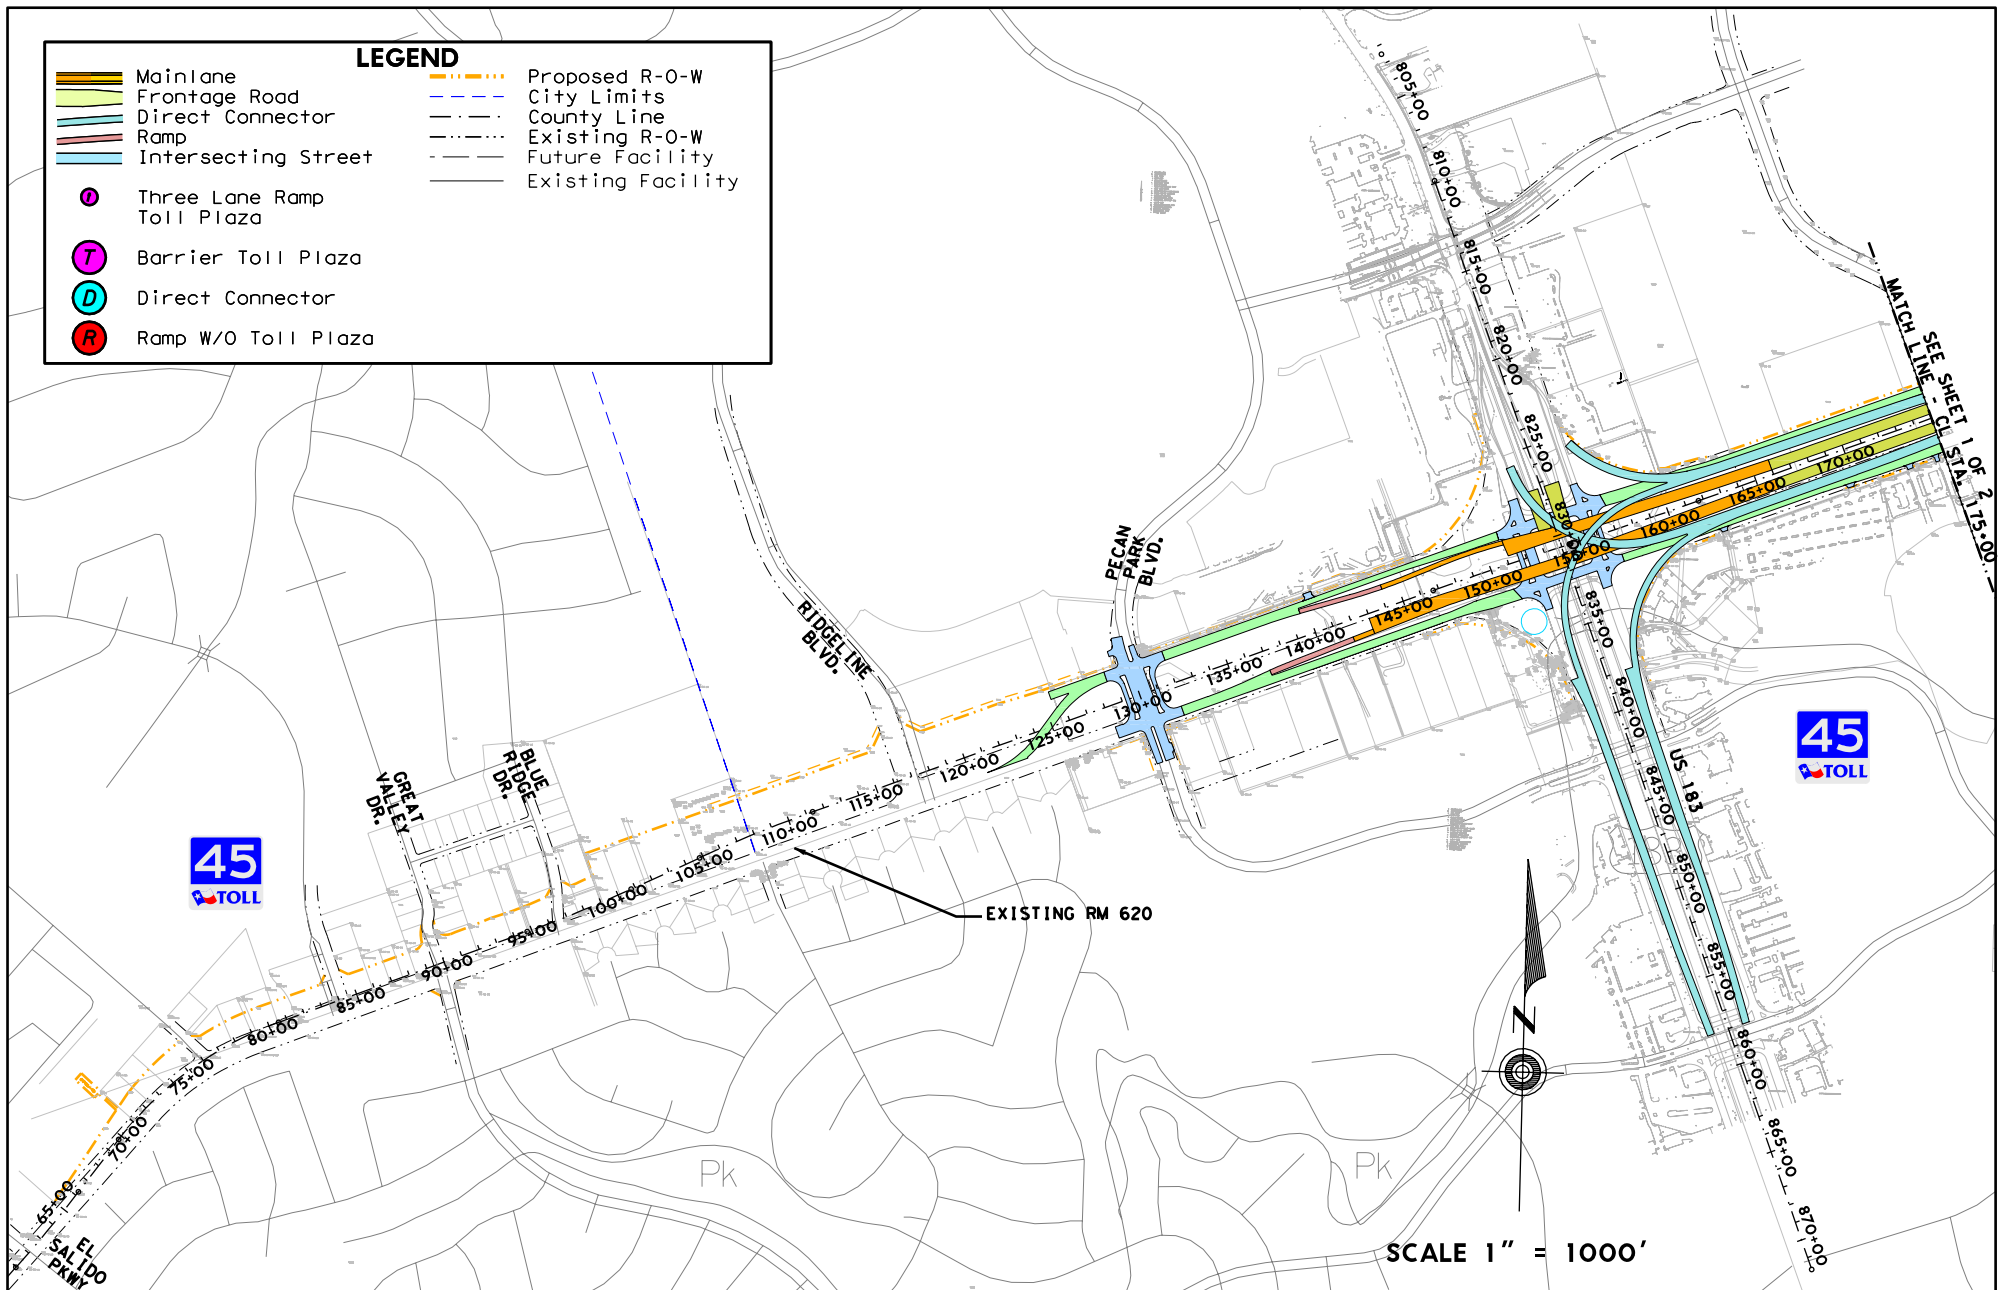 LEGEND
Mainlane
Frontage Road
Direct Connector
Ramp
Intersecting Street
Three Lane Ramp
Toll Plaza
T
Barrier Toll Plaza
D
Direct Connector
R
Ramp W/O Toll Plaza
Proposed R-O-W
City Limits
County Line
Existing R-O-W
Future Facility
Existing Facility
805+00
810+00
815+00
820+00
825+00
835+00
840+00
845+00
850+00
855+00
860+00
865+00
870+00
SEE SHEET 1 OF 2
MATCH LINE - CL STA. 175+00
170+00
165+00
160+00
150+00
145+00
140+00
135+00
130+00
125+00
120+00
115+00
110+00
105+00
100+00
95+00
90+00
85+00
80+00
75+00
70+00
65+00
PECAN
PARK
BLVD.
RIDGELINE
BLVD.
BLUE
RIDGE
DR.
GREAT
VALLEY
DR.
US 183
45
TOLL
45
TOLL
EXISTING RM 620
EL
SALIDO
PKWY
Pk
Pk
N
SCALE 1" = 1000'